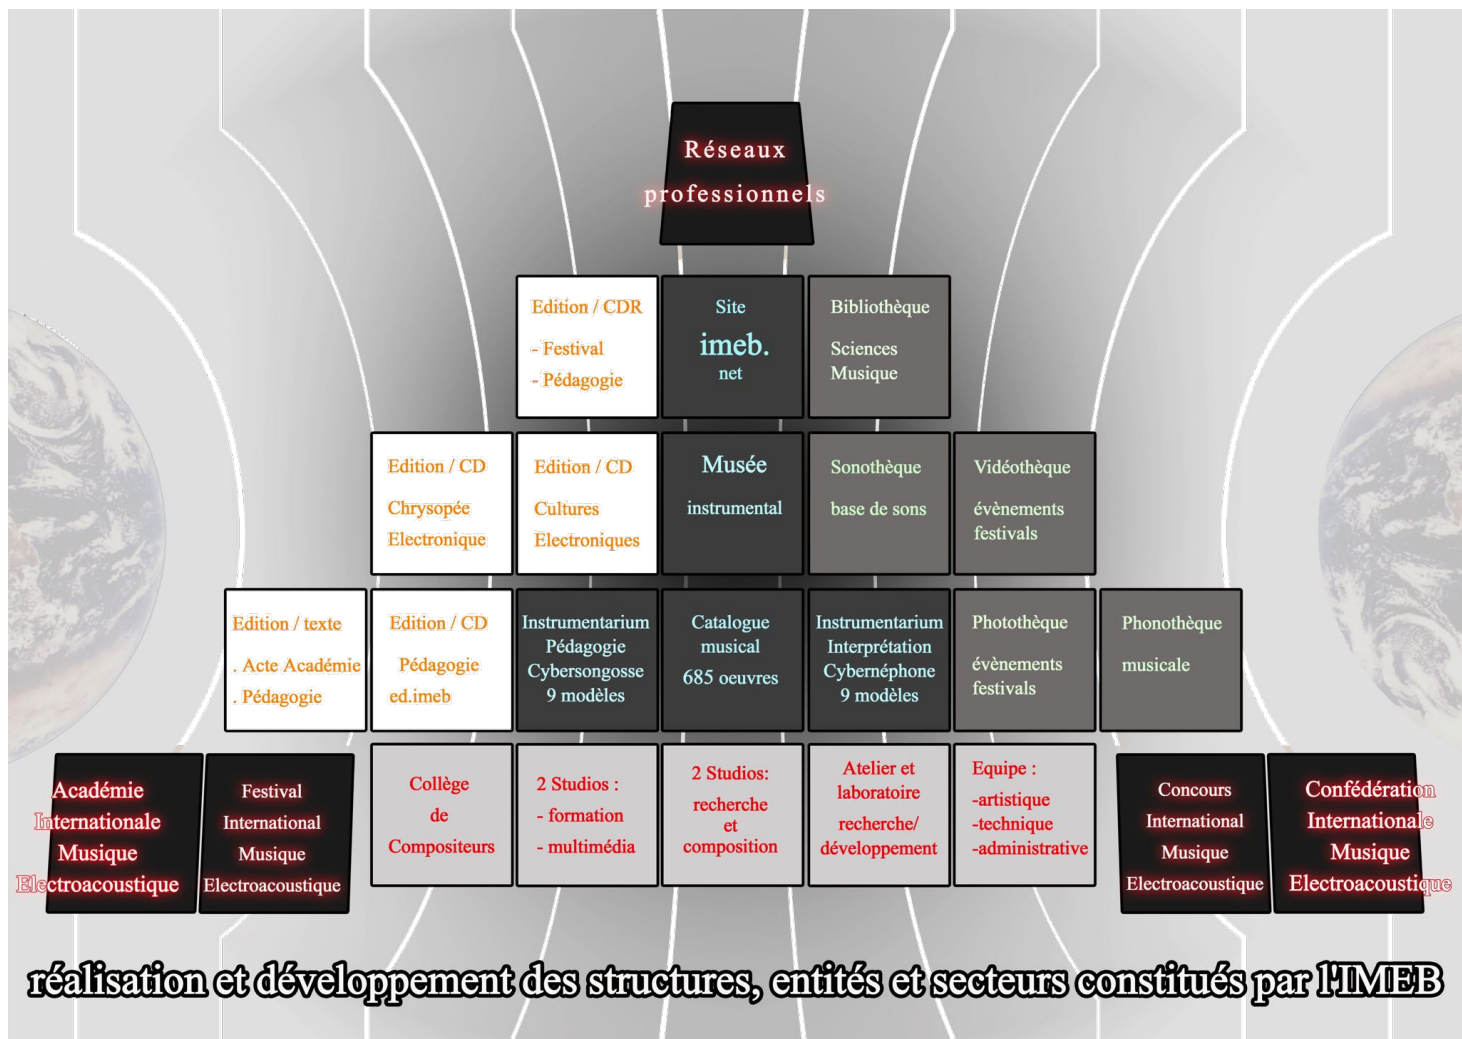 Réseaux
professionnels
Edition / CDR
- Festival
- Pédagogie
Site
imeb.
net
Bibliothèque
Sciences
Musique
Edition / CD
Chrysopée
Electronique
Edition / CD
Cultures
Electroniques
Musée
instrumental
Sonothèque
base de sons
Vidéothèque
évènements
festivals
Edition / texte
. Acte Académie
. Pédagogie
Edition / CD
Pédagogie
ed.imeb
Instrumentarium
Pédagogie
Cybersongosse
9 modèles
Catalogue
musical
685 oeuvres
Instrumentarium
Interprétation
Cybernéphone
9 modèles
Photothèque
évènements
festivals
Phonothèque
musicale
Académie
Internationale
Musique
Electroacoustique
Festival
International
Musique
Electroacoustique
Collège
de
Compositeurs
2 Studios :
- formation
- multimédia
2 Studios:
recherche
et
composition
Atelier et
laboratoire
recherche/
développement
Equipe :
-artistique
-technique
-administrative
Concours
International
Musique
Electroacoustique
Confédération
Internationale
Musique
Electroacoustique
réalisation et développement des structures, entités et secteurs constitués par l'IMEB